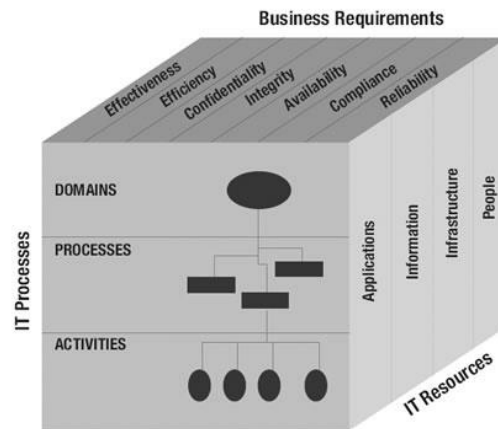 Business Requirements
Effectiveness
Efficiency
Confidentiality
Integrity
Availability
Compliance
Reliability
IT Processes
DOMAINS
PROCESSES
ACTIVITIES
Applications
Information
Infrastructure
People
IT Resources